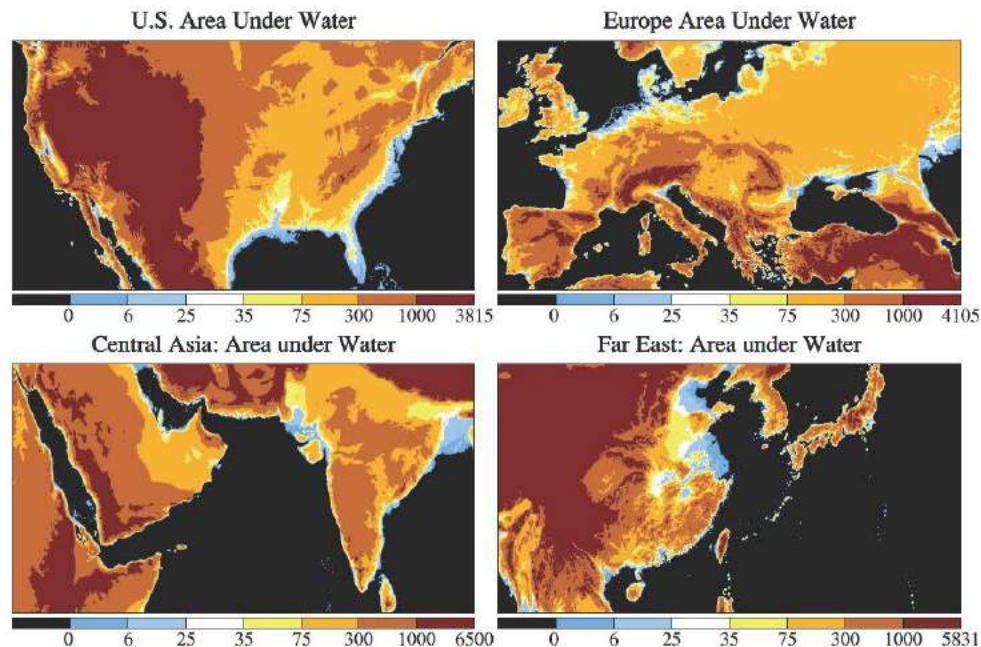 U.S. Area Under Water
Europe Area Under Water
0 6 25 35 75 300 1000 3815
0 6 25 35 75 300 1000 4105
Central Asia: Area under Water
Far East: Area under Water
0 6 25 35 75 300 1000 6500
0 6 25 35 75 300 1000 5831